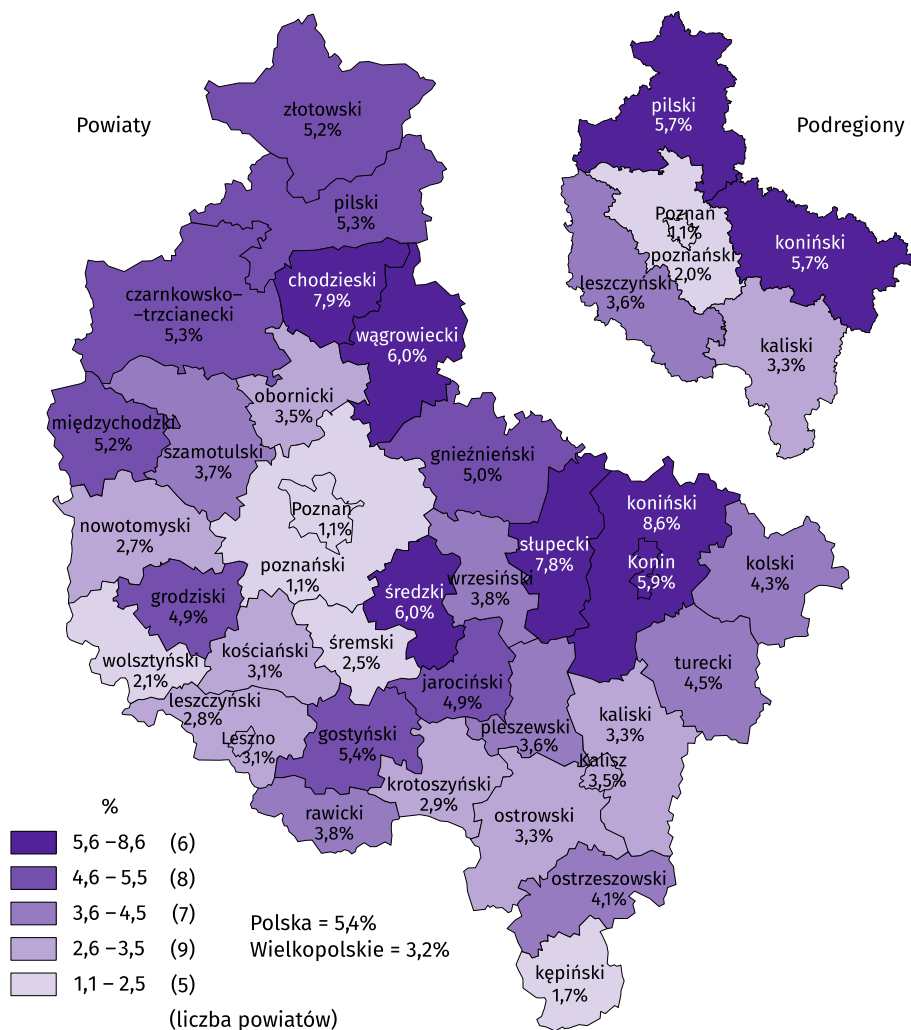 Powiaty
złotowski
5,2%
pilski
5,3%
chodzieski
7,9%
czarnkowsko–
–trzcianecki
5,3%
wągrowiecki
6,0%
obornicki
3,5%
międzychodzki
5,2%
szamotulski
3,7%
gnieźnieński
5,0%
Poznań
1,1%
poznański
1,1%
nowotomyski
2,7%
koniński
8,6%
Konin
5,9%
słupecki
7,8%
kolski
4,3%
wrzesiński
3,8%
średzki
6,0%
grodziski
4,9%
śremski
2,5%
kościański
3,1%
wolsztyński
2,1%
turecki
4,5%
jarociński
4,9%
leszczyński
2,8%
Leszno
3,1%
gostyński
5,4%
pleszewski
3,6%
kaliski
3,3%
Kalisz
3,5%
krotoszyński
2,9%
rawicki
3,8%
ostrowski
3,3%
ostrzeszowski
4,1%
kępiński
1,7%
Podregiony
pilski
5,7%
Poznań
1,1%
poznański
2,0%
koniński
5,7%
leszczyński
3,6%
kaliski
3,3%
%
5,6 –8,6 (6)
4,6 – 5,5 (8)
3,6 – 4,5 (7)
2,6 – 3,5 (9)
1,1 – 2,5 (5)
(liczba powiatów)
Polska = 5,4%
Wielkopolskie = 3,2%